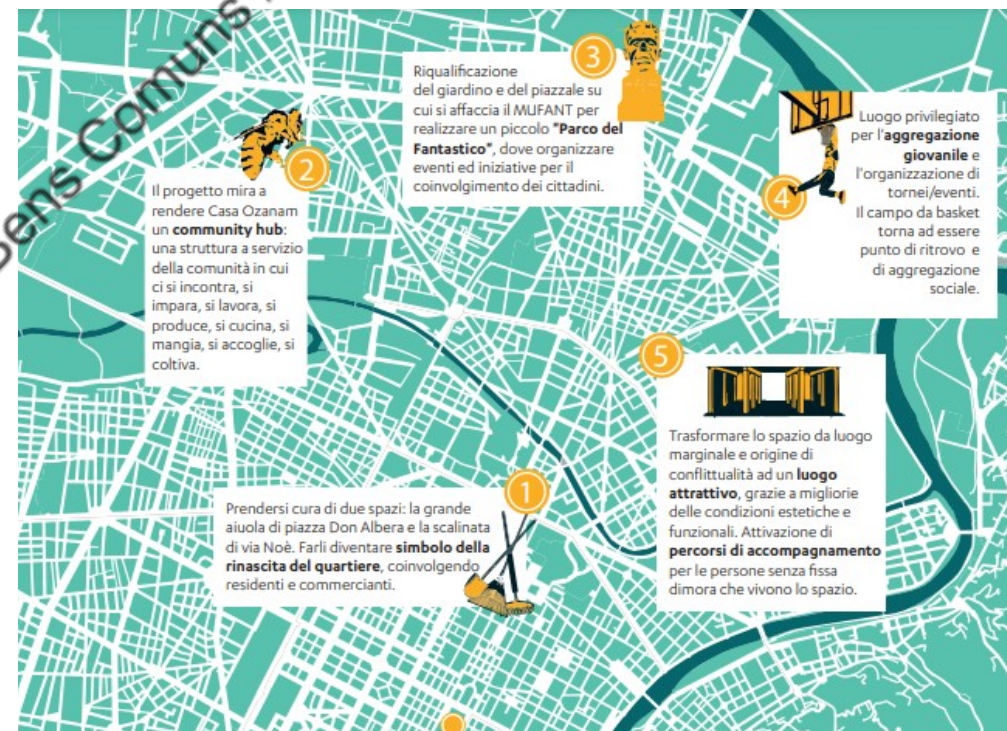 Sens Comuns
3
Riqualificazione
del giardino e del piazzale su
cui si affaccia il MUFANT per
realizzare un piccolo "Parco del
Fantastico", dove organizzare
eventi ed iniziative per il
coinvolgimento dei cittadini.
2
Il progetto mira a
rendere Casa Ozanam
un community hub:
una struttura a servizio
della comunità in cui
ci si incontra, si
impara, si lavora, si
produce, si cucina, si
mangia, si accoglie, si
coltiva.
Luogo privilegiato
per l'aggregazione
giovanile e
l'organizzazione di
tornei/eventi.
Il campo da basket
torna ad essere
punto di ritrovo e
di aggregazione
sociale.
4
5
Trasformare lo spazio da luogo
marginale e origine di
conflittualità ad un luogo
attrattivo, grazie a migliorie
delle condizioni estetiche e
funzionali. Attivazione di
percorsi di accompagnamento
per le persone senza fissa
dimora che vivono lo spazio.
1
Prendersi cura di due spazi: la grande
aiuola di piazza Don Albera e la scalinata
di via Noè. Farli diventare simbolo della
rinascita del quartiere, coinvolgendo
residenti e commercianti.